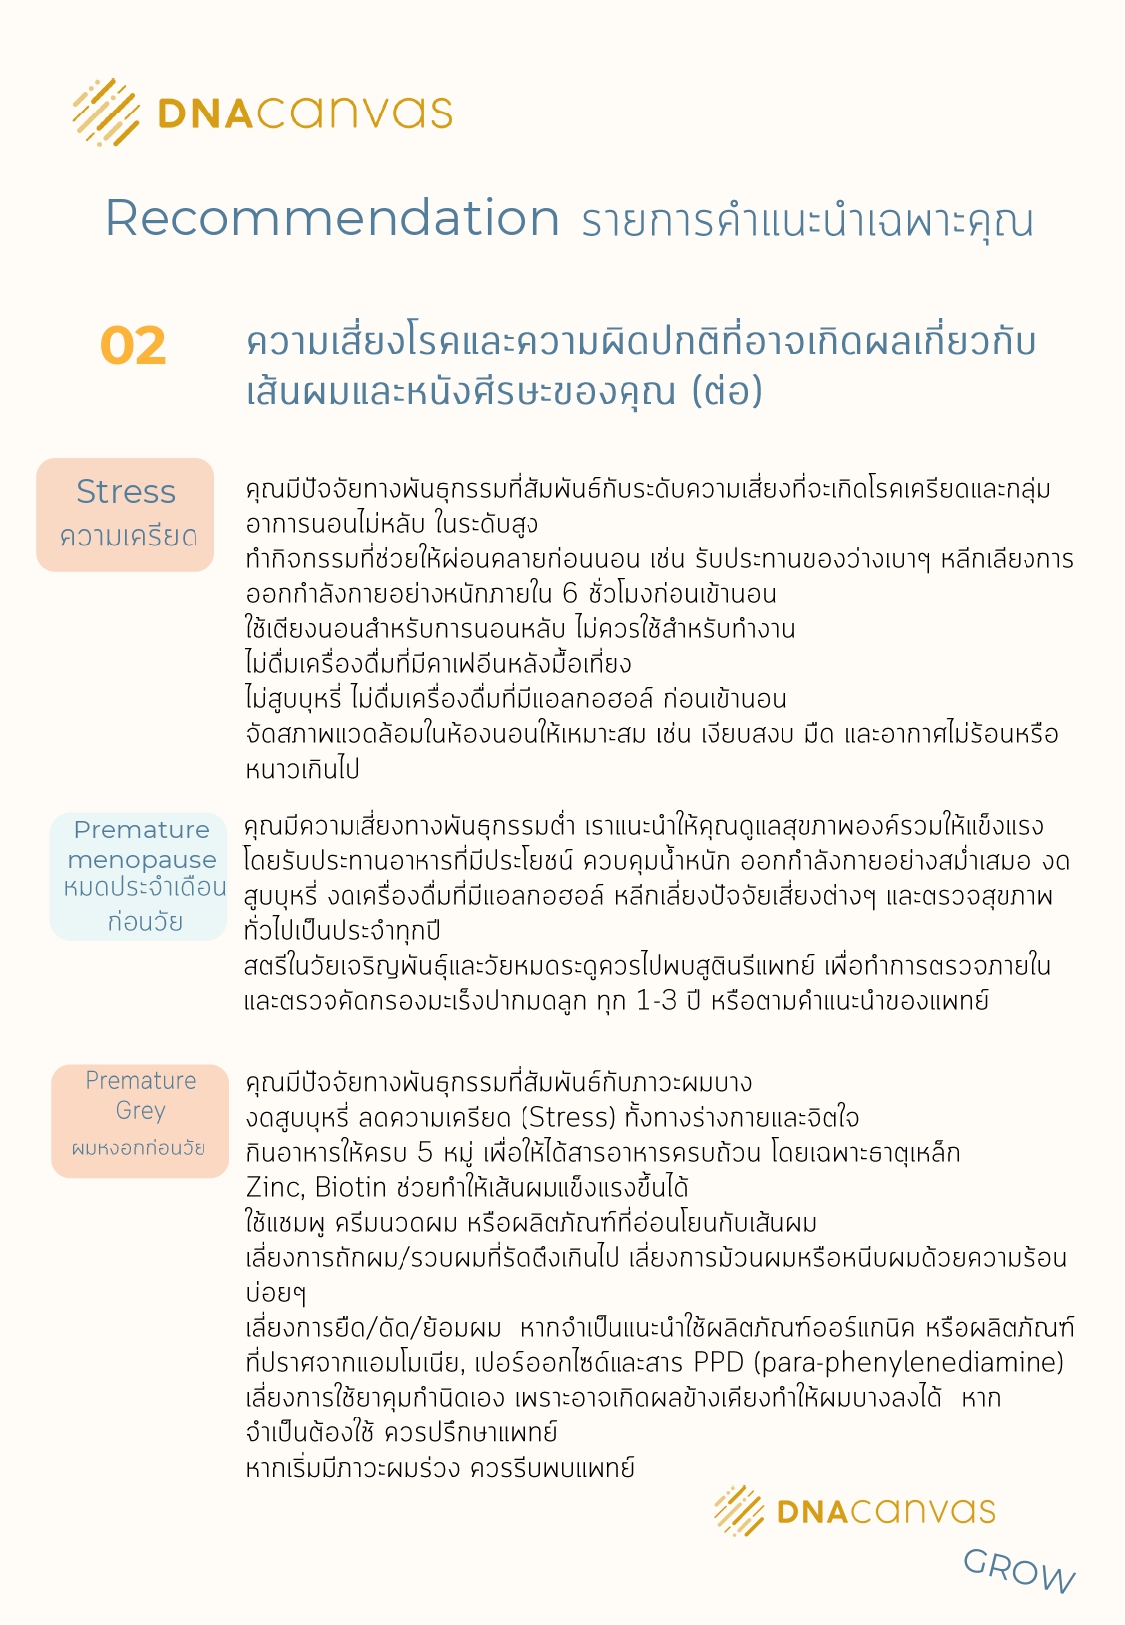 DNAcanvas
Recommendation รายการคำแนะนำเฉพาะคุณ
02
ความเสี่ยงโรคและความผิดปกติที่อาจเกิดผลเกี่ยวกับ
เส้นผมและหนังศีรษะของคุณ (ต่อ)
Stress
ความเครียด
คุณมีปัจจัยทางพันธุกรรมที่สัมพันธ์กับระดับความเสี่ยงที่จะเกิดโรคเครียดและกลุ่ม
อาการนอนไม่หลับ ในระดับสูง
ทำกิจกรรมที่ช่วยให้ผ่อนคลายก่อนนอน เช่น รับประทานของว่างเบาๆ หลีกเลียงการ
ออกกำลังกายอย่างหนักภายใน 6 ชั่วโมงก่อนเข้านอน
ใช้เตียงนอนสำหรับการนอนหลับ ไม่ควรใช้สำหรับทำงาน
ไม่ดื่มเครื่องดื่มที่มีคาเฟอีนหลังมื้อเที่ยง
ไม่สูบบุหรี่ ไม่ดื่มเครื่องดื่มที่มีแอลกอฮอล์ ก่อนเข้านอน
จัดสภาพแวดล้อมในห้องนอนให้เหมาะสม เช่น เงียบสงบ มืด และอากาศไม่ร้อนหรือ
หนาวเกินไป
Premature
menopause
หมดประจำเดือน
ก่อนวัย
คุณมีความเสี่ยงทางพันธุกรรมต่ำ เราแนะนำให้คุณดูแลสุขภาพองค์รวมให้แข็งแรง
โดยรับประทานอาหารที่มีประโยชน์ ควบคุมน้ำหนัก ออกกำลังกายอย่างสม่ำเสมอ งด
สูบบุหรี่ งดเครื่องดื่มที่มีแอลกอฮอล์ หลีกเลี่ยงปัจจัยเสี่ยงต่างๆ และตรวจสุขภาพ
ทั่วไปเป็นประจำทุกปี
สตรีในวัยเจริญพันธุ์และวัยหมดระดูควรไปพบสูตินรีแพทย์ เพื่อทำการตรวจภายใน
และตรวจคัดกรองมะเร็งปากมดลูก ทุก 1-3 ปี หรือตามคำแนะนำของแพทย์
Premature
Grey
ผมหงอกก่อนวัย
คุณมีปัจจัยทางพันธุกรรมที่สัมพันธ์กับภาวะผมบาง
งดสูบบุหรี่ ลดความเครียด (Stress) ทั้งทางร่างกายและจิตใจ
กินอาหารให้ครบ 5 หมู่ เพื่อให้ได้สารอาหารครบถ้วน โดยเฉพาะธาตุเหล็ก
Zinc, Biotin ช่วยทำให้เส้นผมแข็งแรงขึ้นได้
ใช้แชมพู ครีมนวดผม หรือผลิตภัณฑ์ที่อ่อนโยนกับเส้นผม
เลี่ยงการถักผม/รวบผมที่รัดตึงเกินไป เลี่ยงการม้วนผมหรือหนีบผมด้วยความร้อน
บ่อยๆ
เลี่ยงการยืด/ดัด/ย้อมผม หากจำเป็นแนะนำใช้ผลิตภัณฑ์ออร์แกนิค หรือผลิตภัณฑ์
ที่ปราศจากแอมโมเนีย, เปอร์ออกไซด์และสาร PPD (para-phenylenediamine)
เลี่ยงการใช้ยาคุมกำนิดเอง เพราะอาจเกิดผลข้างเคียงทำให้ผมบางลงได้ หาก
จำเป็นต้องใช้ ควรปรึกษาแพทย์
หากเริ่มมีภาวะผมร่วง ควรรีบพบแพทย์
DNAcanvas
GROW